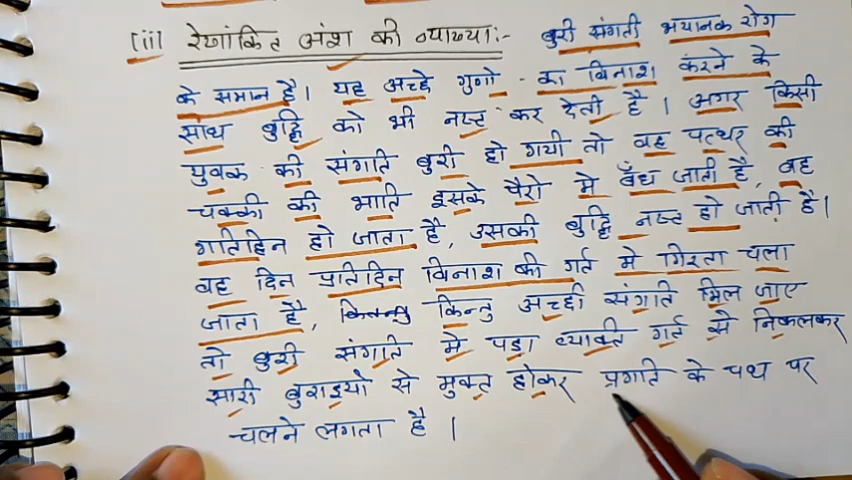 (iii) रेखांकित अंश की व्याख्या:- बुरी संगती भयानक रोग
के समान है। यह अच्छे गुणो का विनाश करने के
साथ बुद्धि को भी नष्ट कर देती है। अगर किसी
युवक की संगति बुरी हो गयी तो वह पत्थर की
चक्की की भाति इसके पैरो मे बँध जाती है, वह
गतिहिन हो जाता है, उसकी बुद्धि नष्ट हो जाती है।
वह दिन प्रतिदिन विनाश की गर्त मे गिरता चला
जाता है, किन्तु अच्छी संगति मिल जाए
तो बुरी संगति मे पड़ा व्यक्ति गर्त से निकलकर
सारी बुराइयो से मुक्त होकर प्रगति के पथ पर
चलने लगता है।